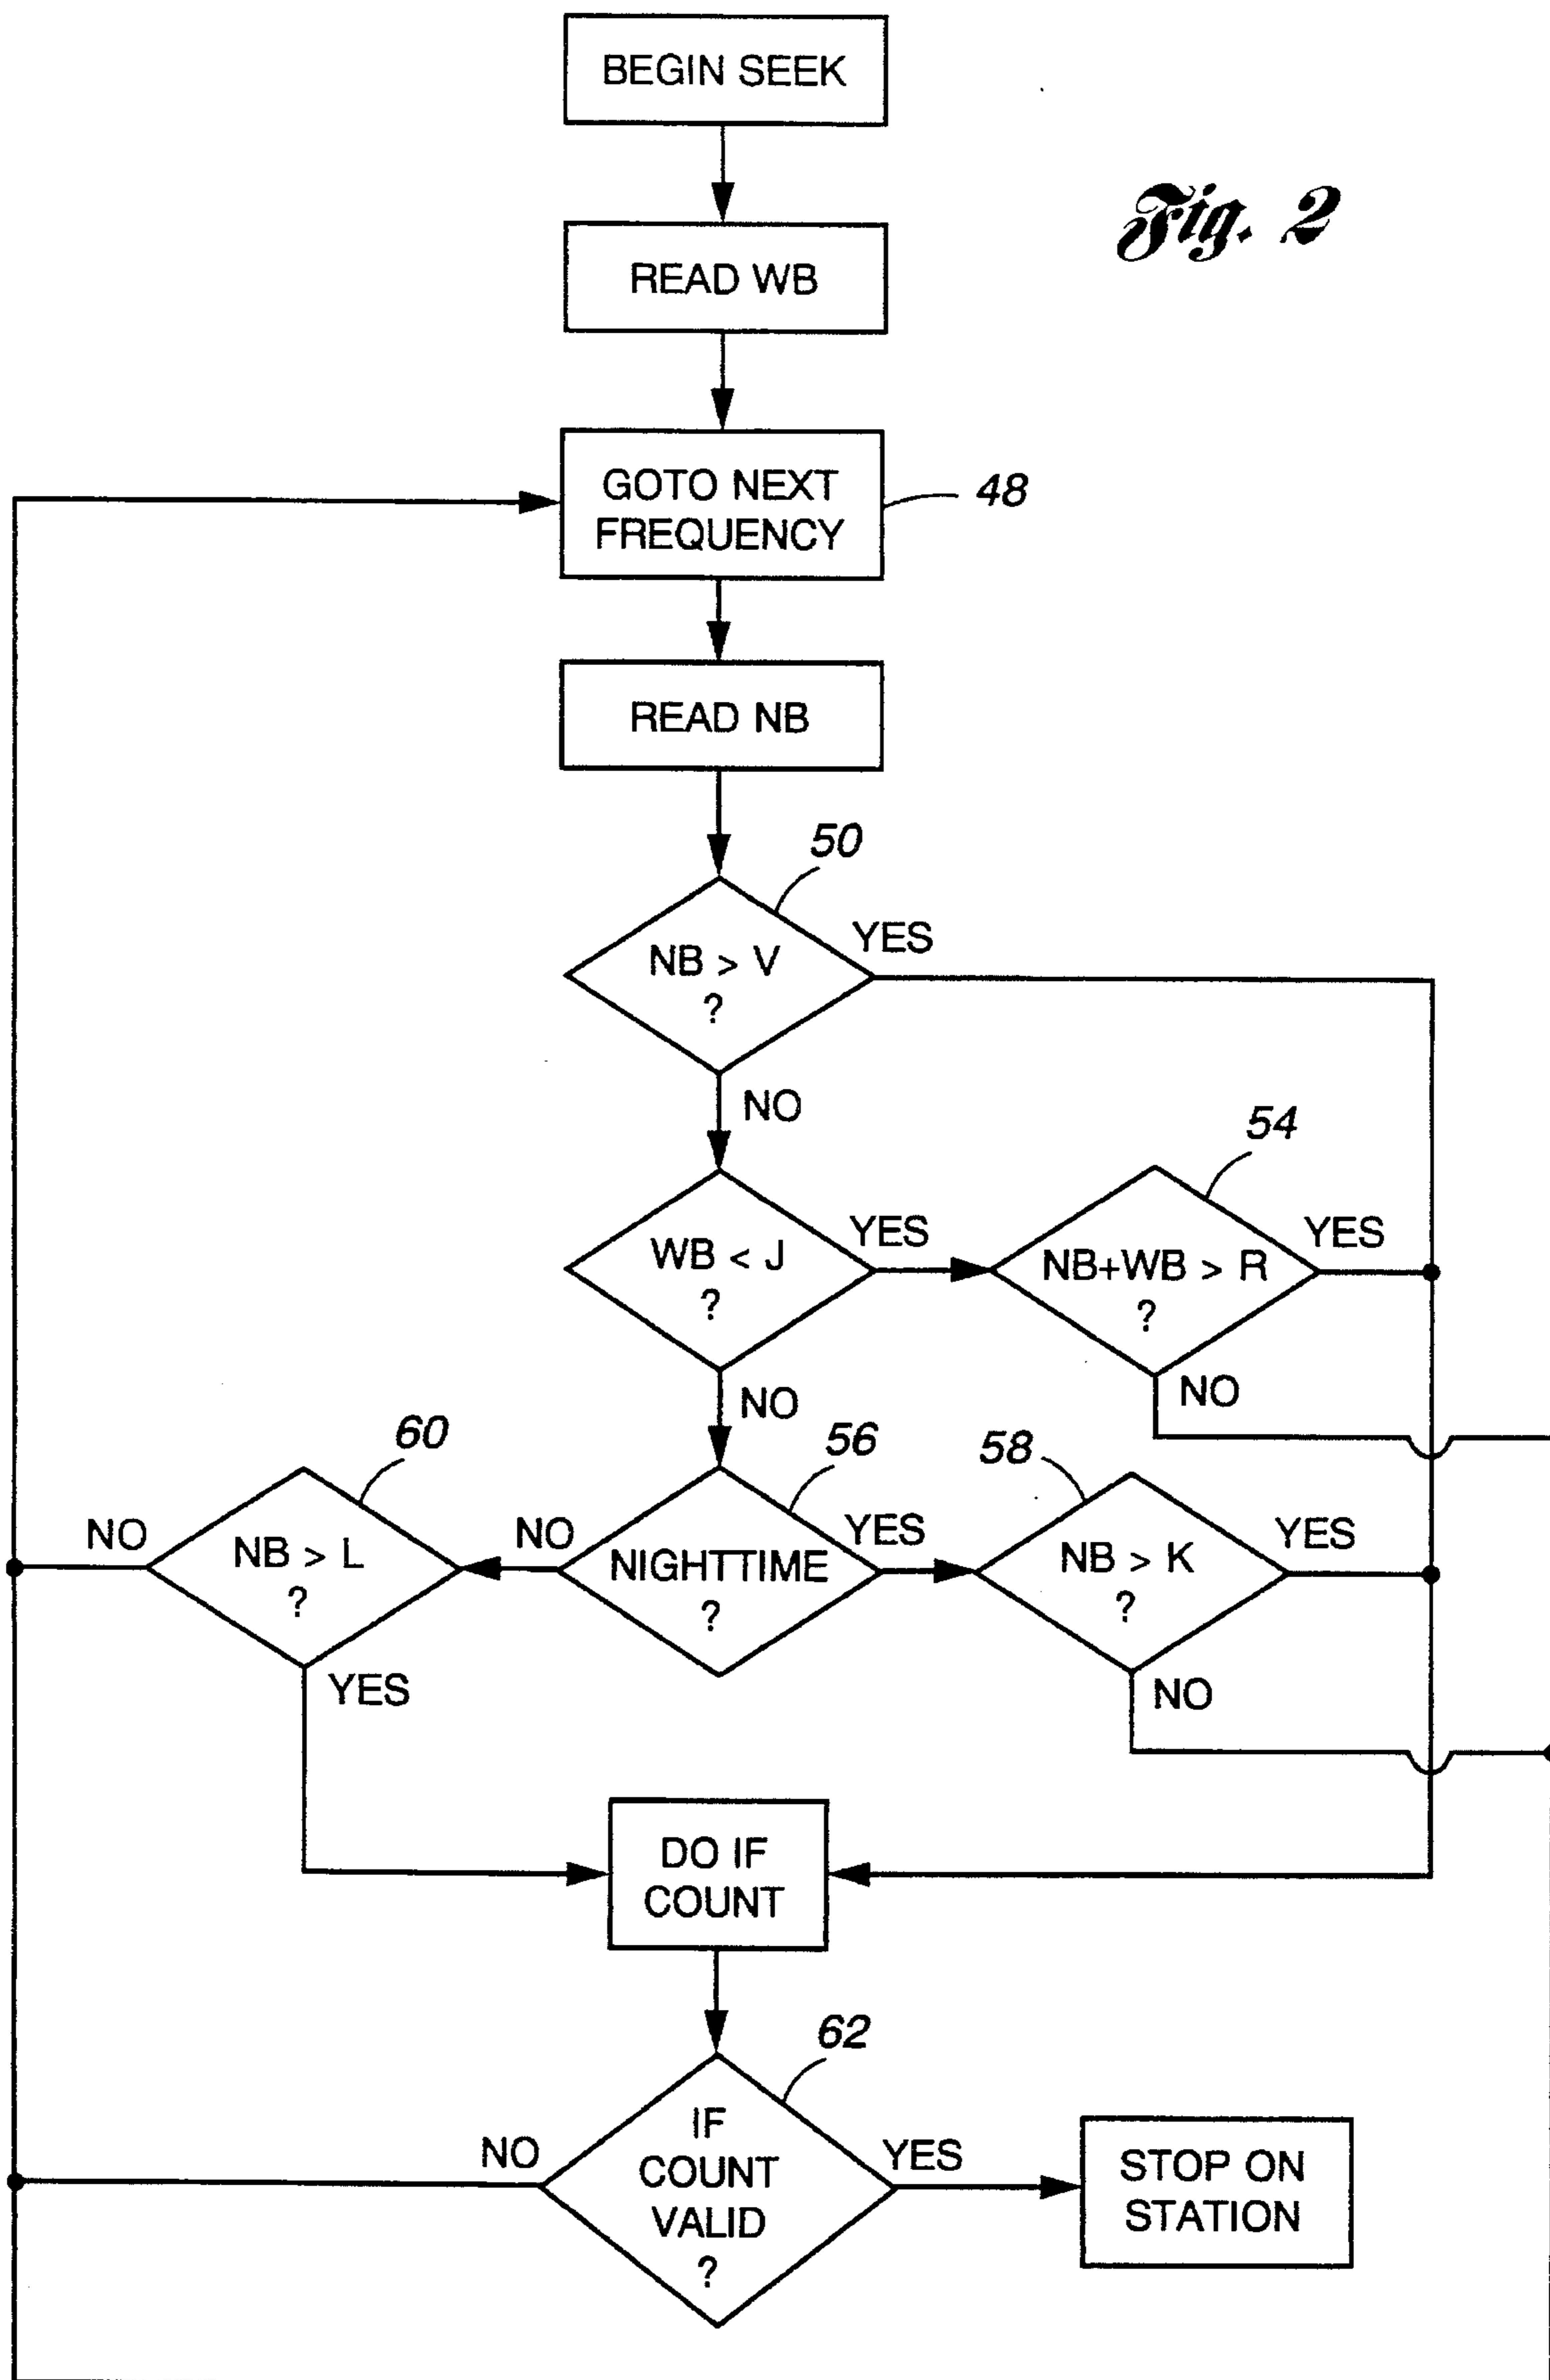 BEGIN SEEK
Fig. 2
READ WB
GOTO NEXT
FREQUENCY
48
READ NB
50
NB > V
?
YES
NO
54
WB < J
?
YES
NB+WB > R
?
YES
NO
NO
60
56
58
NO
NB > L
?
NO
NIGHTTIME
?
YES
NB > K
?
YES
YES
NO
DO IF
COUNT
62
NO
IF
COUNT
VALID
?
YES
STOP ON
STATION